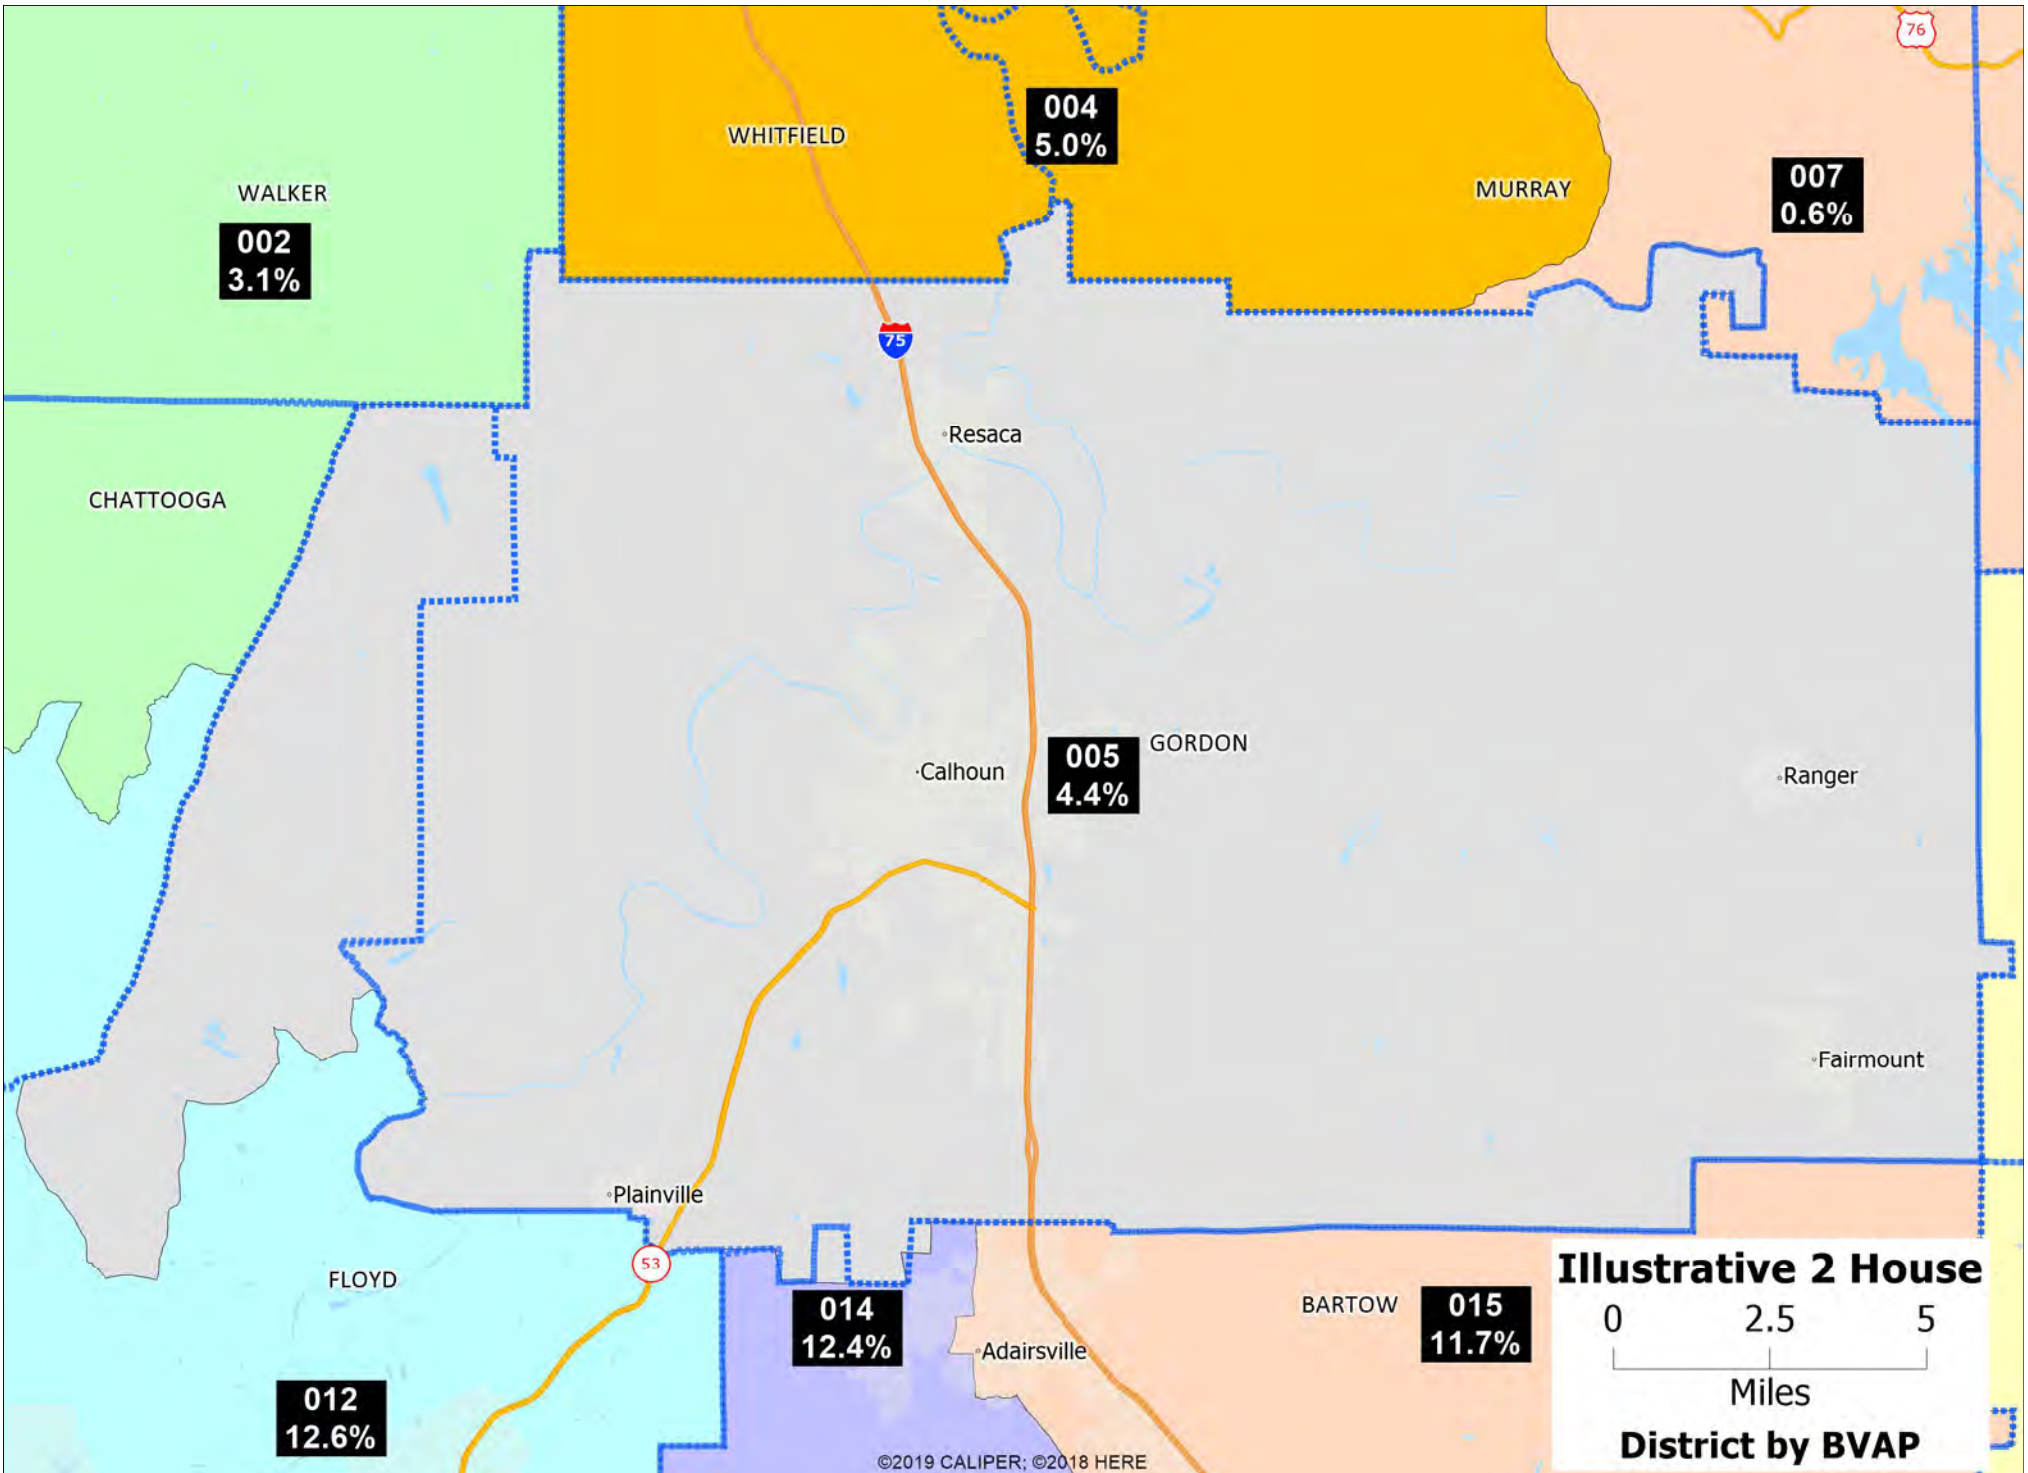 76
WHITFIELD
004
5.0%
WALKER
MURRAY
007
0.6%
002
3.1%
75
Resaca
CHATTOOGA
GORDON
005
4.4%
Calhoun
Ranger
Fairmount
Plainville
53
FLOYD
014
12.4%
Adairsville
BARTOW
015
11.7%
012
12.6%
Illustrative 2 House
0 2.5 5
Miles
District by BVAP
©2019 CALIPER; ©2018 HERE